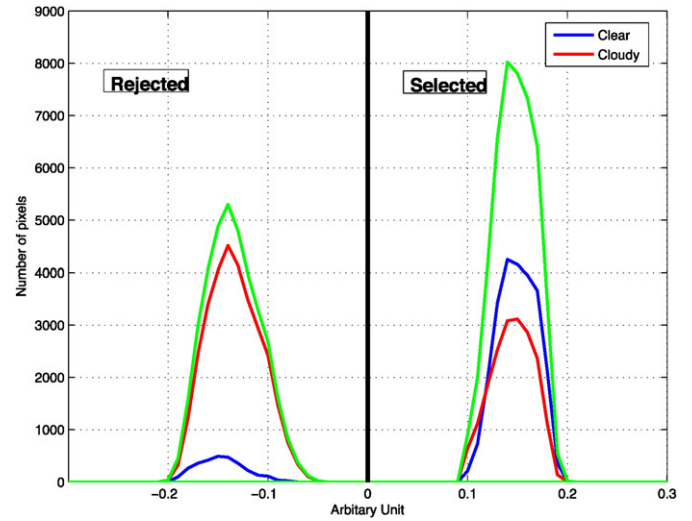 9000
8000
7000
6000
5000
4000
3000
2000
1000
0
Number of pixels
Rejected
Selected
Clear
Cloudy
−0.2
−0.1
0
0.1
0.2
0.3
Arbitary Unit